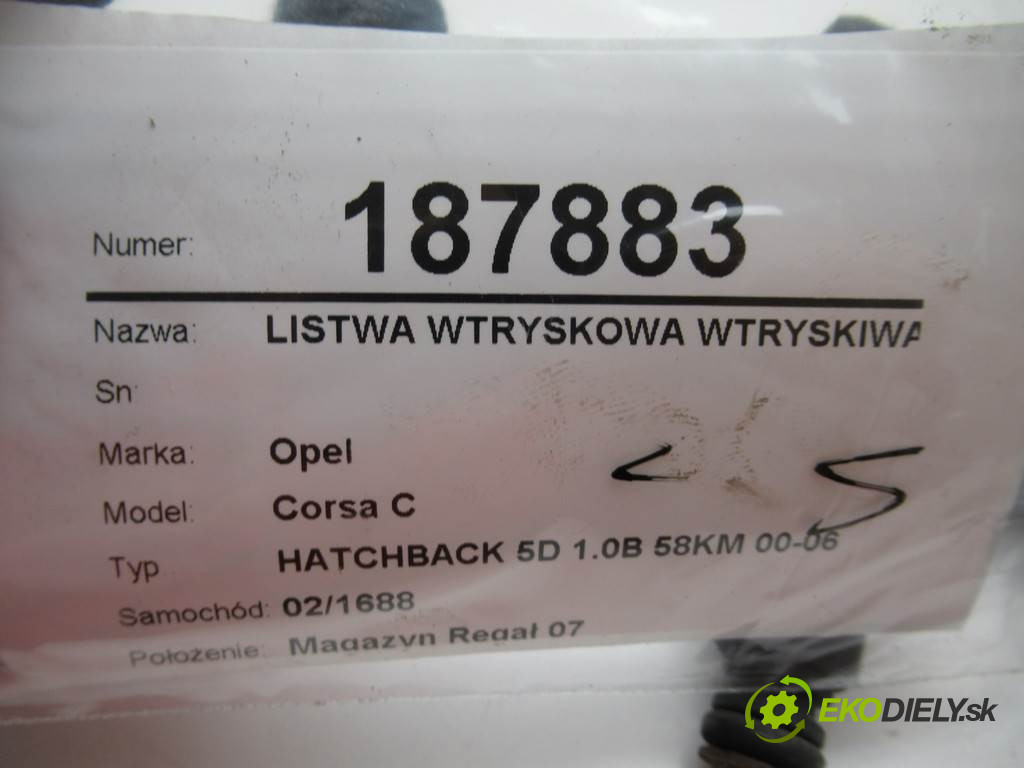 Numer: 187883
Nazwa: LISTWA WTRYSKOWA WTRYSKIWA
Sn:
Marka: Opel
Model: Corsa C
Typ HATCHBACK 5D 1.0B 58KM 00-06
Samochód: 02/1688
Położenie: Magazyn Regał 07
EKODIELY.sk